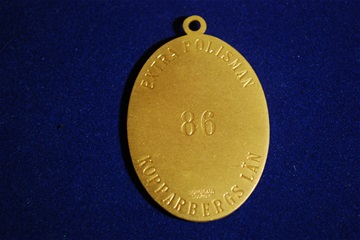 EXTRA POLISMAN
86
KOPPARBERGS LÄN